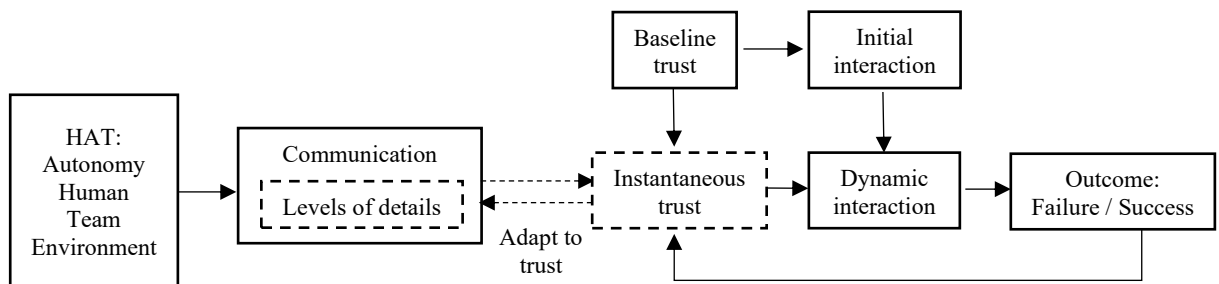 HAT:
Autonomy
Human
Team
Environment
Communication
Levels of details
Adapt to
trust
Baseline
trust
Initial
interaction
Instantaneous
trust
Dynamic
interaction
Outcome:
Failure / Success